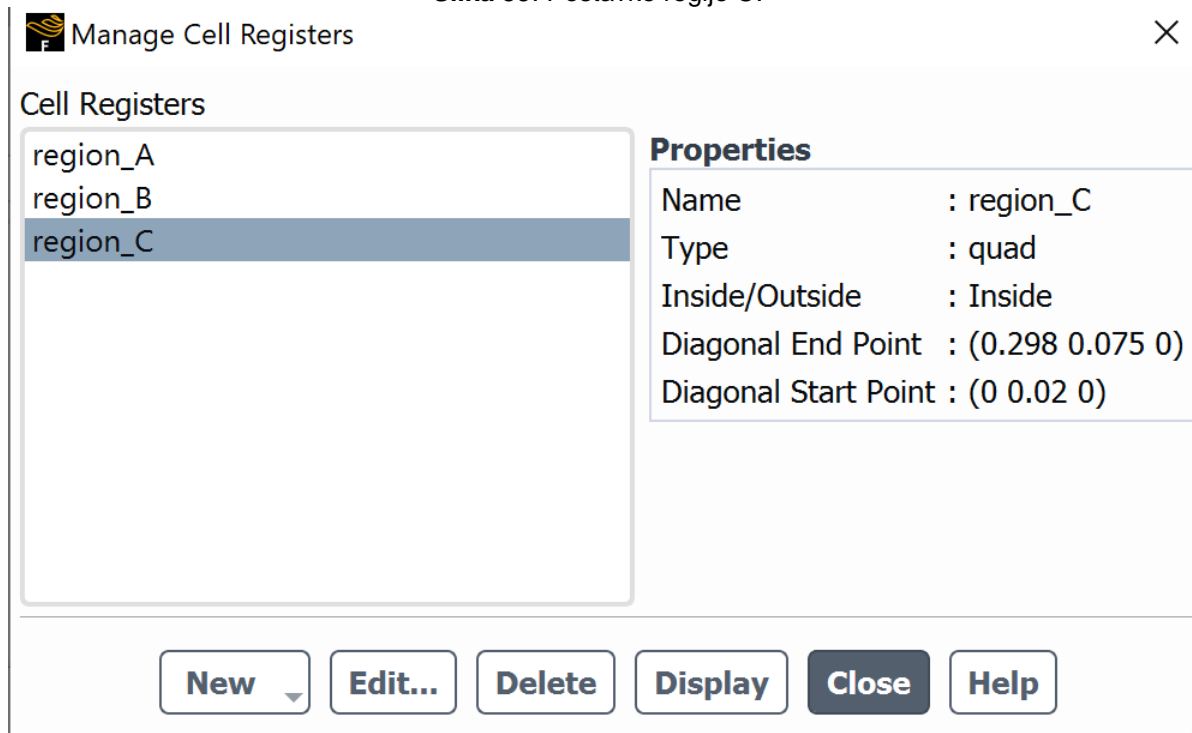 Manage Cell Registers
Cell Registers
region_A
region_B
region_C
Properties
Name : region_C
Type : quad
Inside/Outside : Inside
Diagonal End Point : (0.298 0.075 0)
Diagonal Start Point : (0 0.02 0)
New
Edit...
Delete
Display
Close
Help